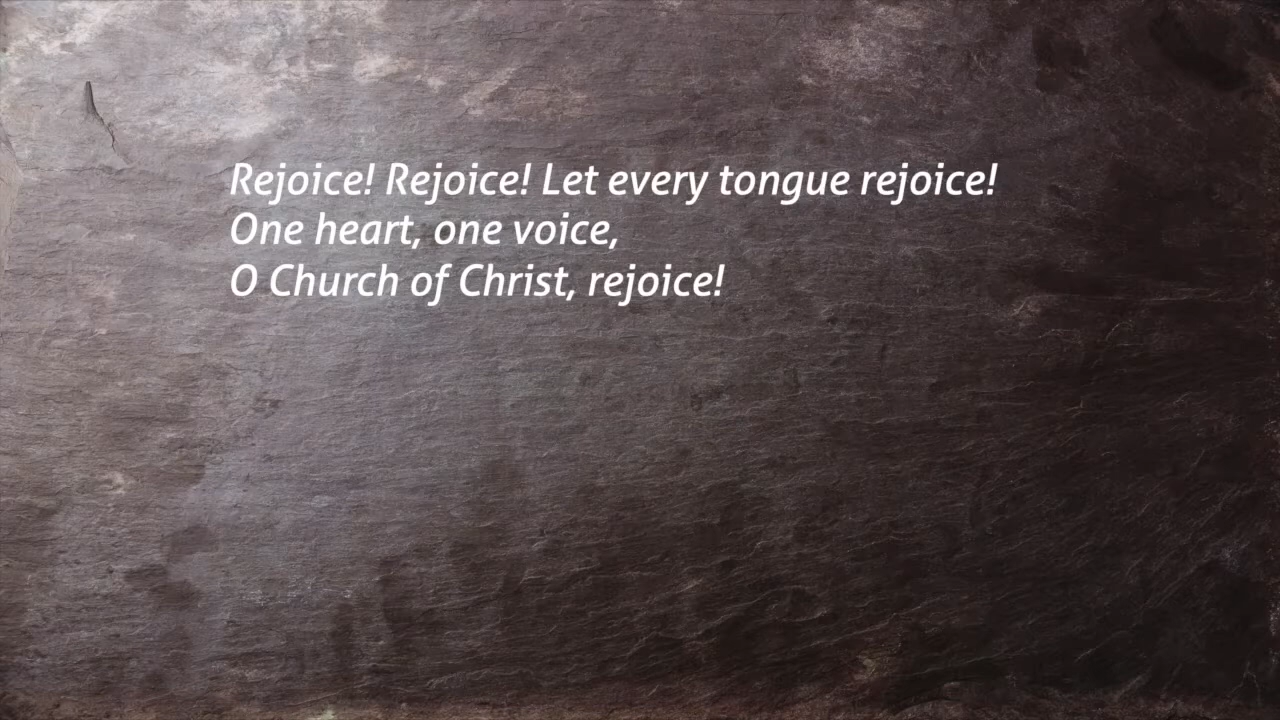 Rejoice! Rejoice! Let every tongue rejoice!
One heart, one voice,
O Church of Christ, rejoice!